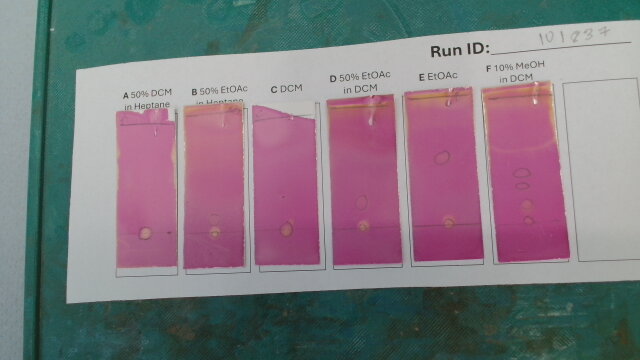 Run ID: 101837
A 50% DCM
in Heptane
B 50% EtOAc
in Heptane
C DCM
D 50% EtOAc
in DCM
E EtOAc
F 10% MeOH
in DCM